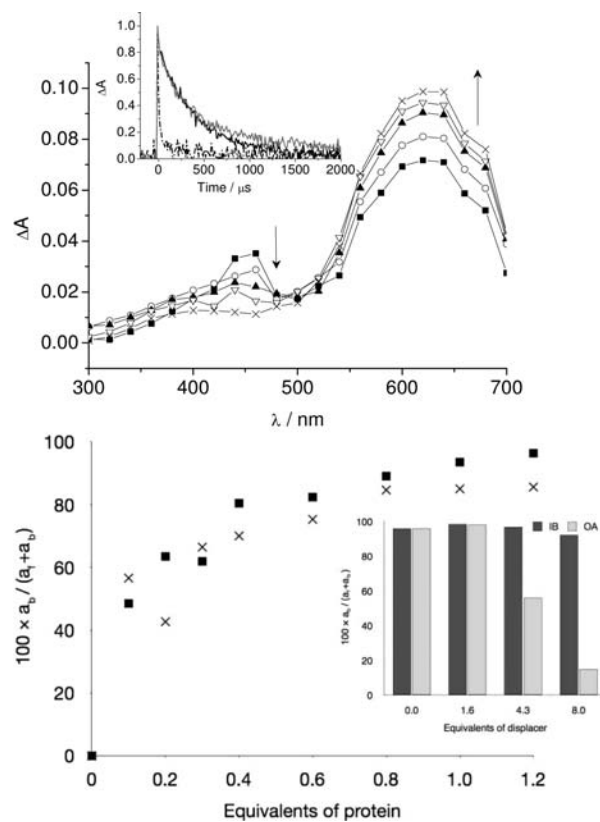 1.0
0.8
0.6
0.4
0.2
0.0
ΔA
0 500 1000 1500 2000
Time / μs
0.10
0.08
0.06
0.04
0.02
0.00
ΔA
300 400 500 600 700
λ / nm
100
80
60
40
20
0
100 × a_b / (a_f+a_b)
0 0.2 0.4 0.6 0.8 1.0 1.2
Equivalents of protein
IB OA
100
80
60
40
20
0
0.0 1.6 4.3 8.0
Equivalents of displacer